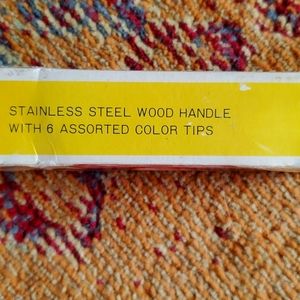 STAINLESS STEEL WOOD HANDLE
WITH 6 ASSORTED COLOR TIPS